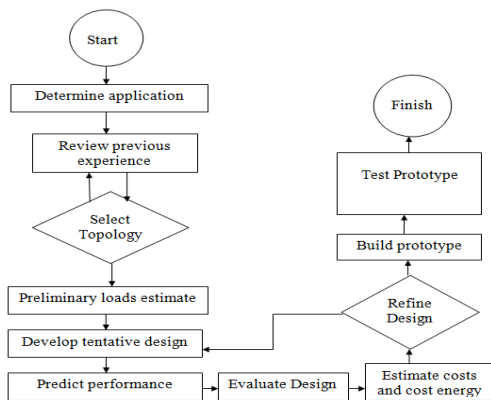 Start
Determine application
Review previous
experience
Select
Topology
Preliminary loads estimate
Develop tentative design
Predict performance
Evaluate Design
Estimate costs
and cost energy
Refine
Design
Build prototype
Test Prototype
Finish